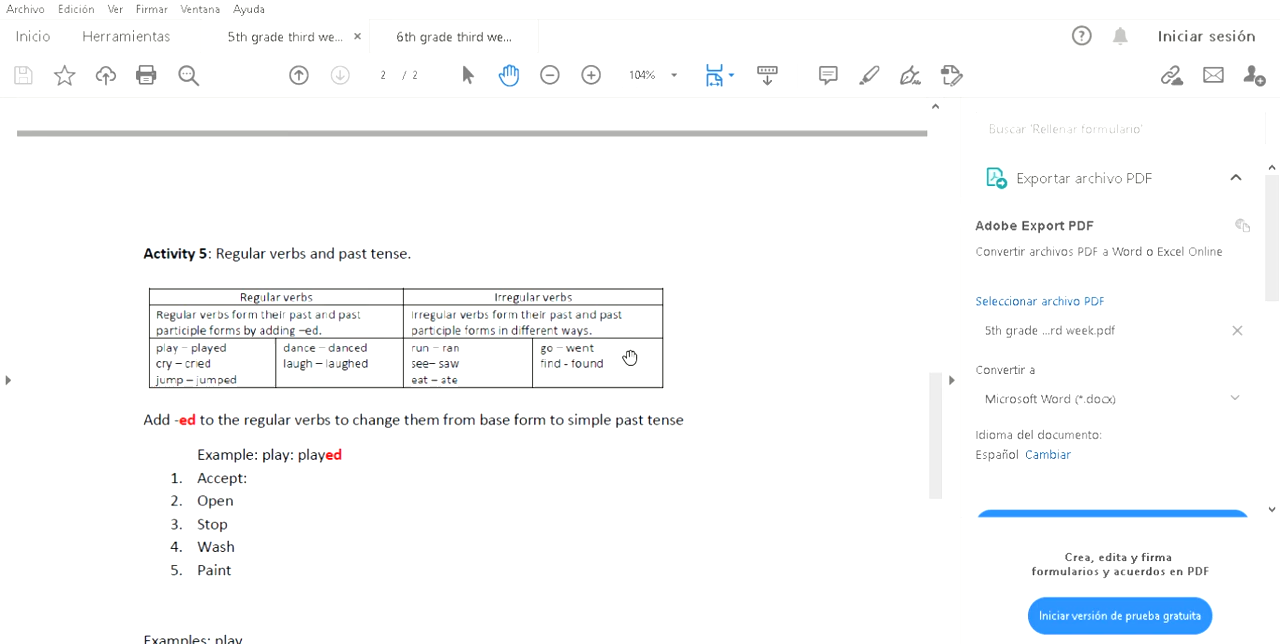 Archivo Edición Ver Firmar Ventana Ayuda
Inicio Herramientas 5th grade third we... × 6th grade third we... Iniciar sesión
2 / 2 104%
Buscar 'Rellenar formulario'
Exportar archivo PDF
Adobe Export PDF
Convertir archivos PDF a Word o Excel Online
Seleccionar archivo PDF
5th grade ...rd week.pdf
Convertir a
Microsoft Word (*.docx)
Idioma del documento:
Español Cambiar
Crea, edita y firma
formularios y acuerdos en PDF
Iniciar versión de prueba gratuita
Activity 5: Regular verbs and past tense.
Regular verbs Irregular verbs
Regular verbs form their past and past Irregular verbs form their past and past
participle forms by adding –ed. participle forms in different ways.
play – played dance – danced run – ran go – went
cry – cried laugh – laughed see– saw find - found
jump – jumped eat – ate
Add -ed to the regular verbs to change them from base form to simple past tense
Example: play: played
1. Accept:
2. Open
3. Stop
4. Wash
5. Paint
Examples: play